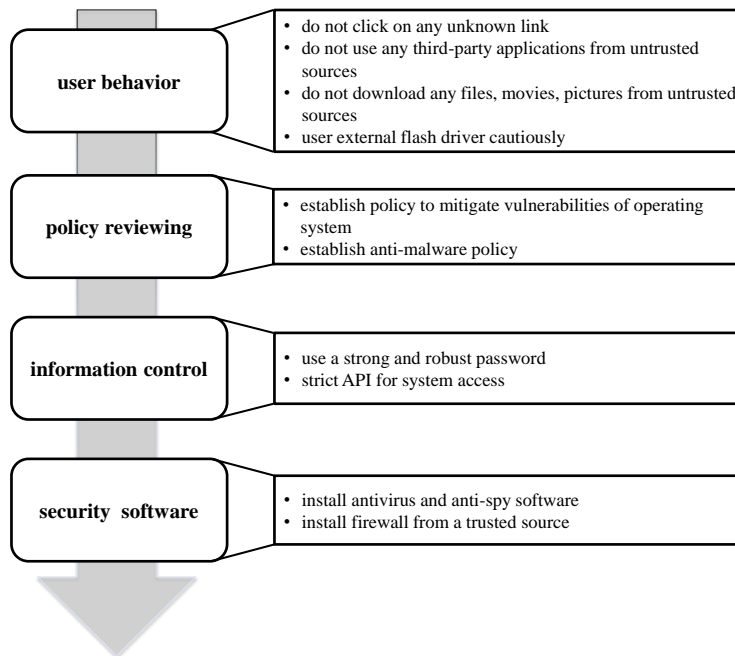 user behavior
• do not click on any unknown link
• do not use any third-party applications from untrusted
sources
• do not download any files, movies, pictures from untrusted
sources
• user external flash driver cautiously
policy reviewing
• establish policy to mitigate vulnerabilities of operating
system
• establish anti-malware policy
information control
• use a strong and robust password
• strict API for system access
security software
• install antivirus and anti-spy software
• install firewall from a trusted source